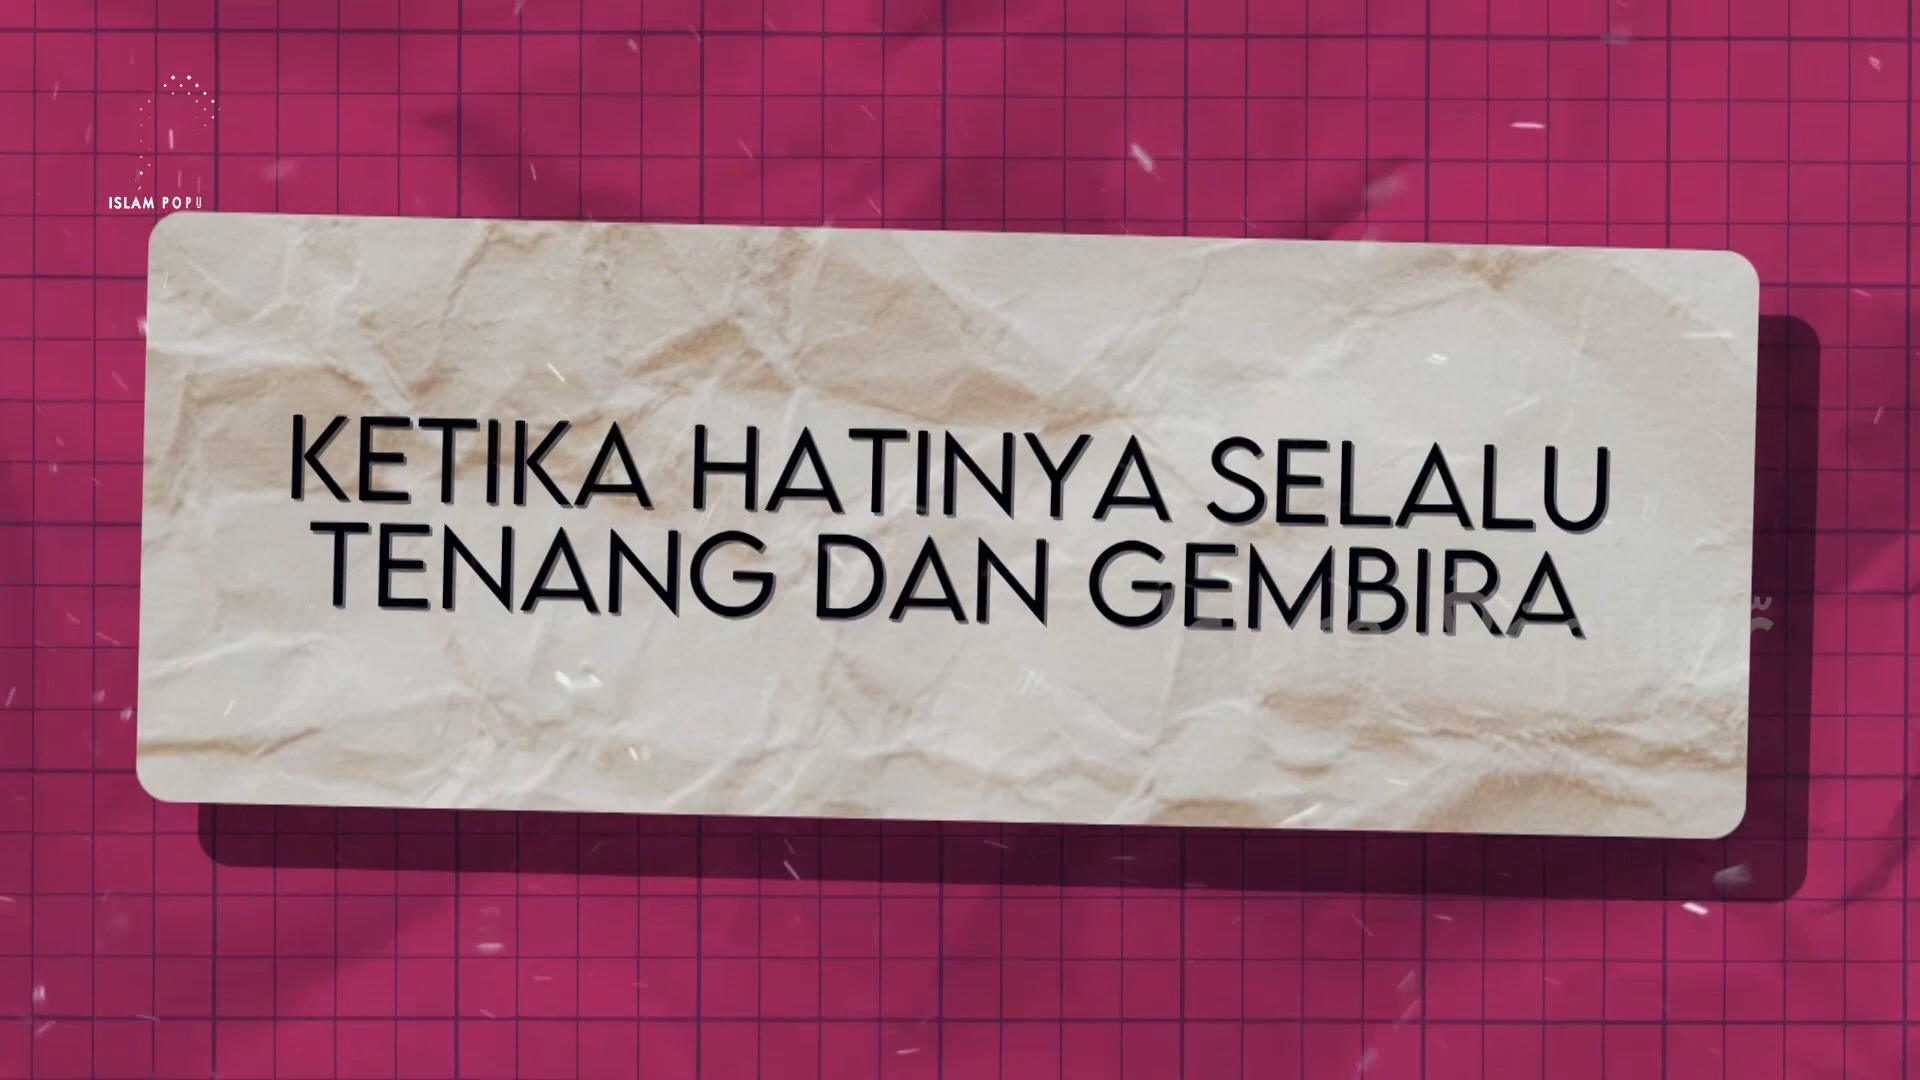 ISLAM POPU
KETIKA HATINYA SELALU
TENANG DAN GEMBIRA